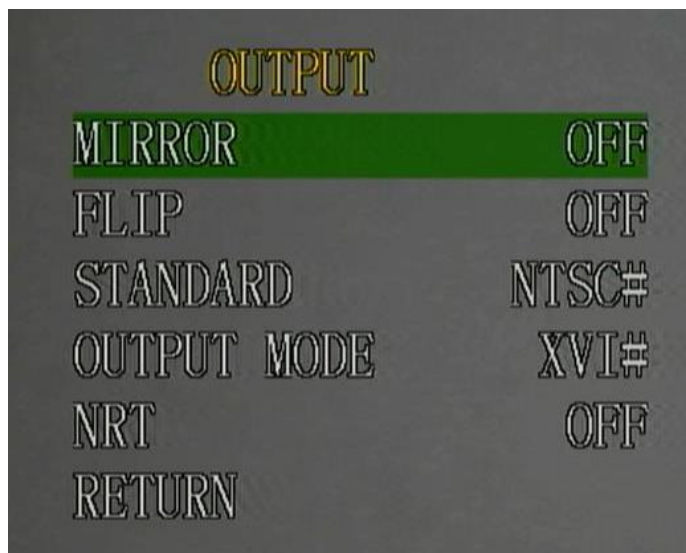 OUTPUT
MIRROR OFF
FLIP OFF
STANDARD NTSC#
OUTPUT MODE XVI#
NRT OFF
RETURN